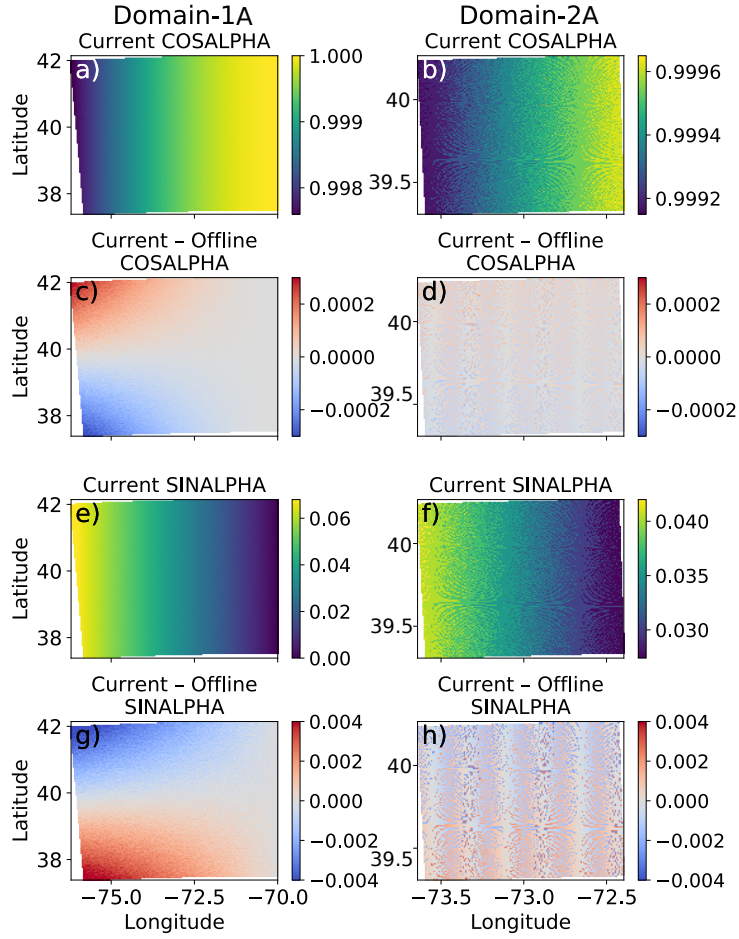 Domain-1A Domain-2A
Current COSALPHA Current COSALPHA
a) b)
42 41 39 38 Latitude
1.000 0.999 0.998
40 39.5
0.9996 0.9994 0.9992
Current – Offline Current – Offline
COSALPHA COSALPHA
c) d)
42 40 39 38 Latitude
0.0002 0.0000 −0.0002
40 39.5
0.0002 0.0000 −0.0002
Current SINALPHA Current SINALPHA
e) f)
42 41 39 38 Latitude
0.06 0.04 0.02 0.00
40 39.5
0.040 0.035 0.030
Current – Offline Current – Offline
SINALPHA SINALPHA
g) h)
42 40 39 38 Latitude
0.004 0.002 0.000 −0.002 −0.004
40 39.5
0.004 0.002 0.000 −0.002 −0.004
−75.0 −72.5 −70.0 −73.5 −73.0 −72.5
Longitude Longitude